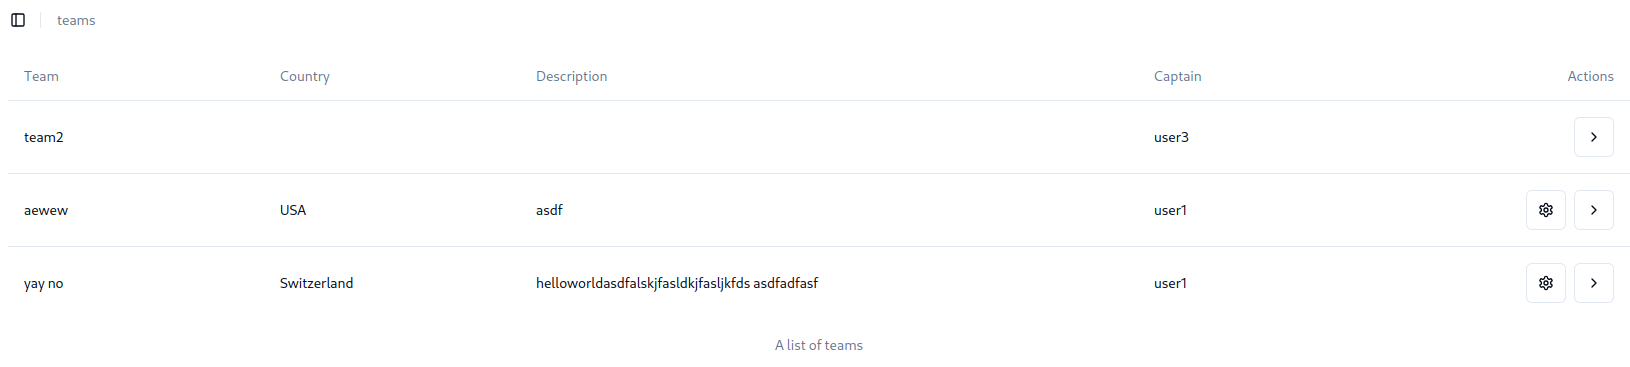 teams
Team Country Description Captain Actions
team2 user3
aewew USA asdf user1
yay no Switzerland helloworldasdfalskjfasldkjfasljkfds asdfadfasf user1
A list of teams